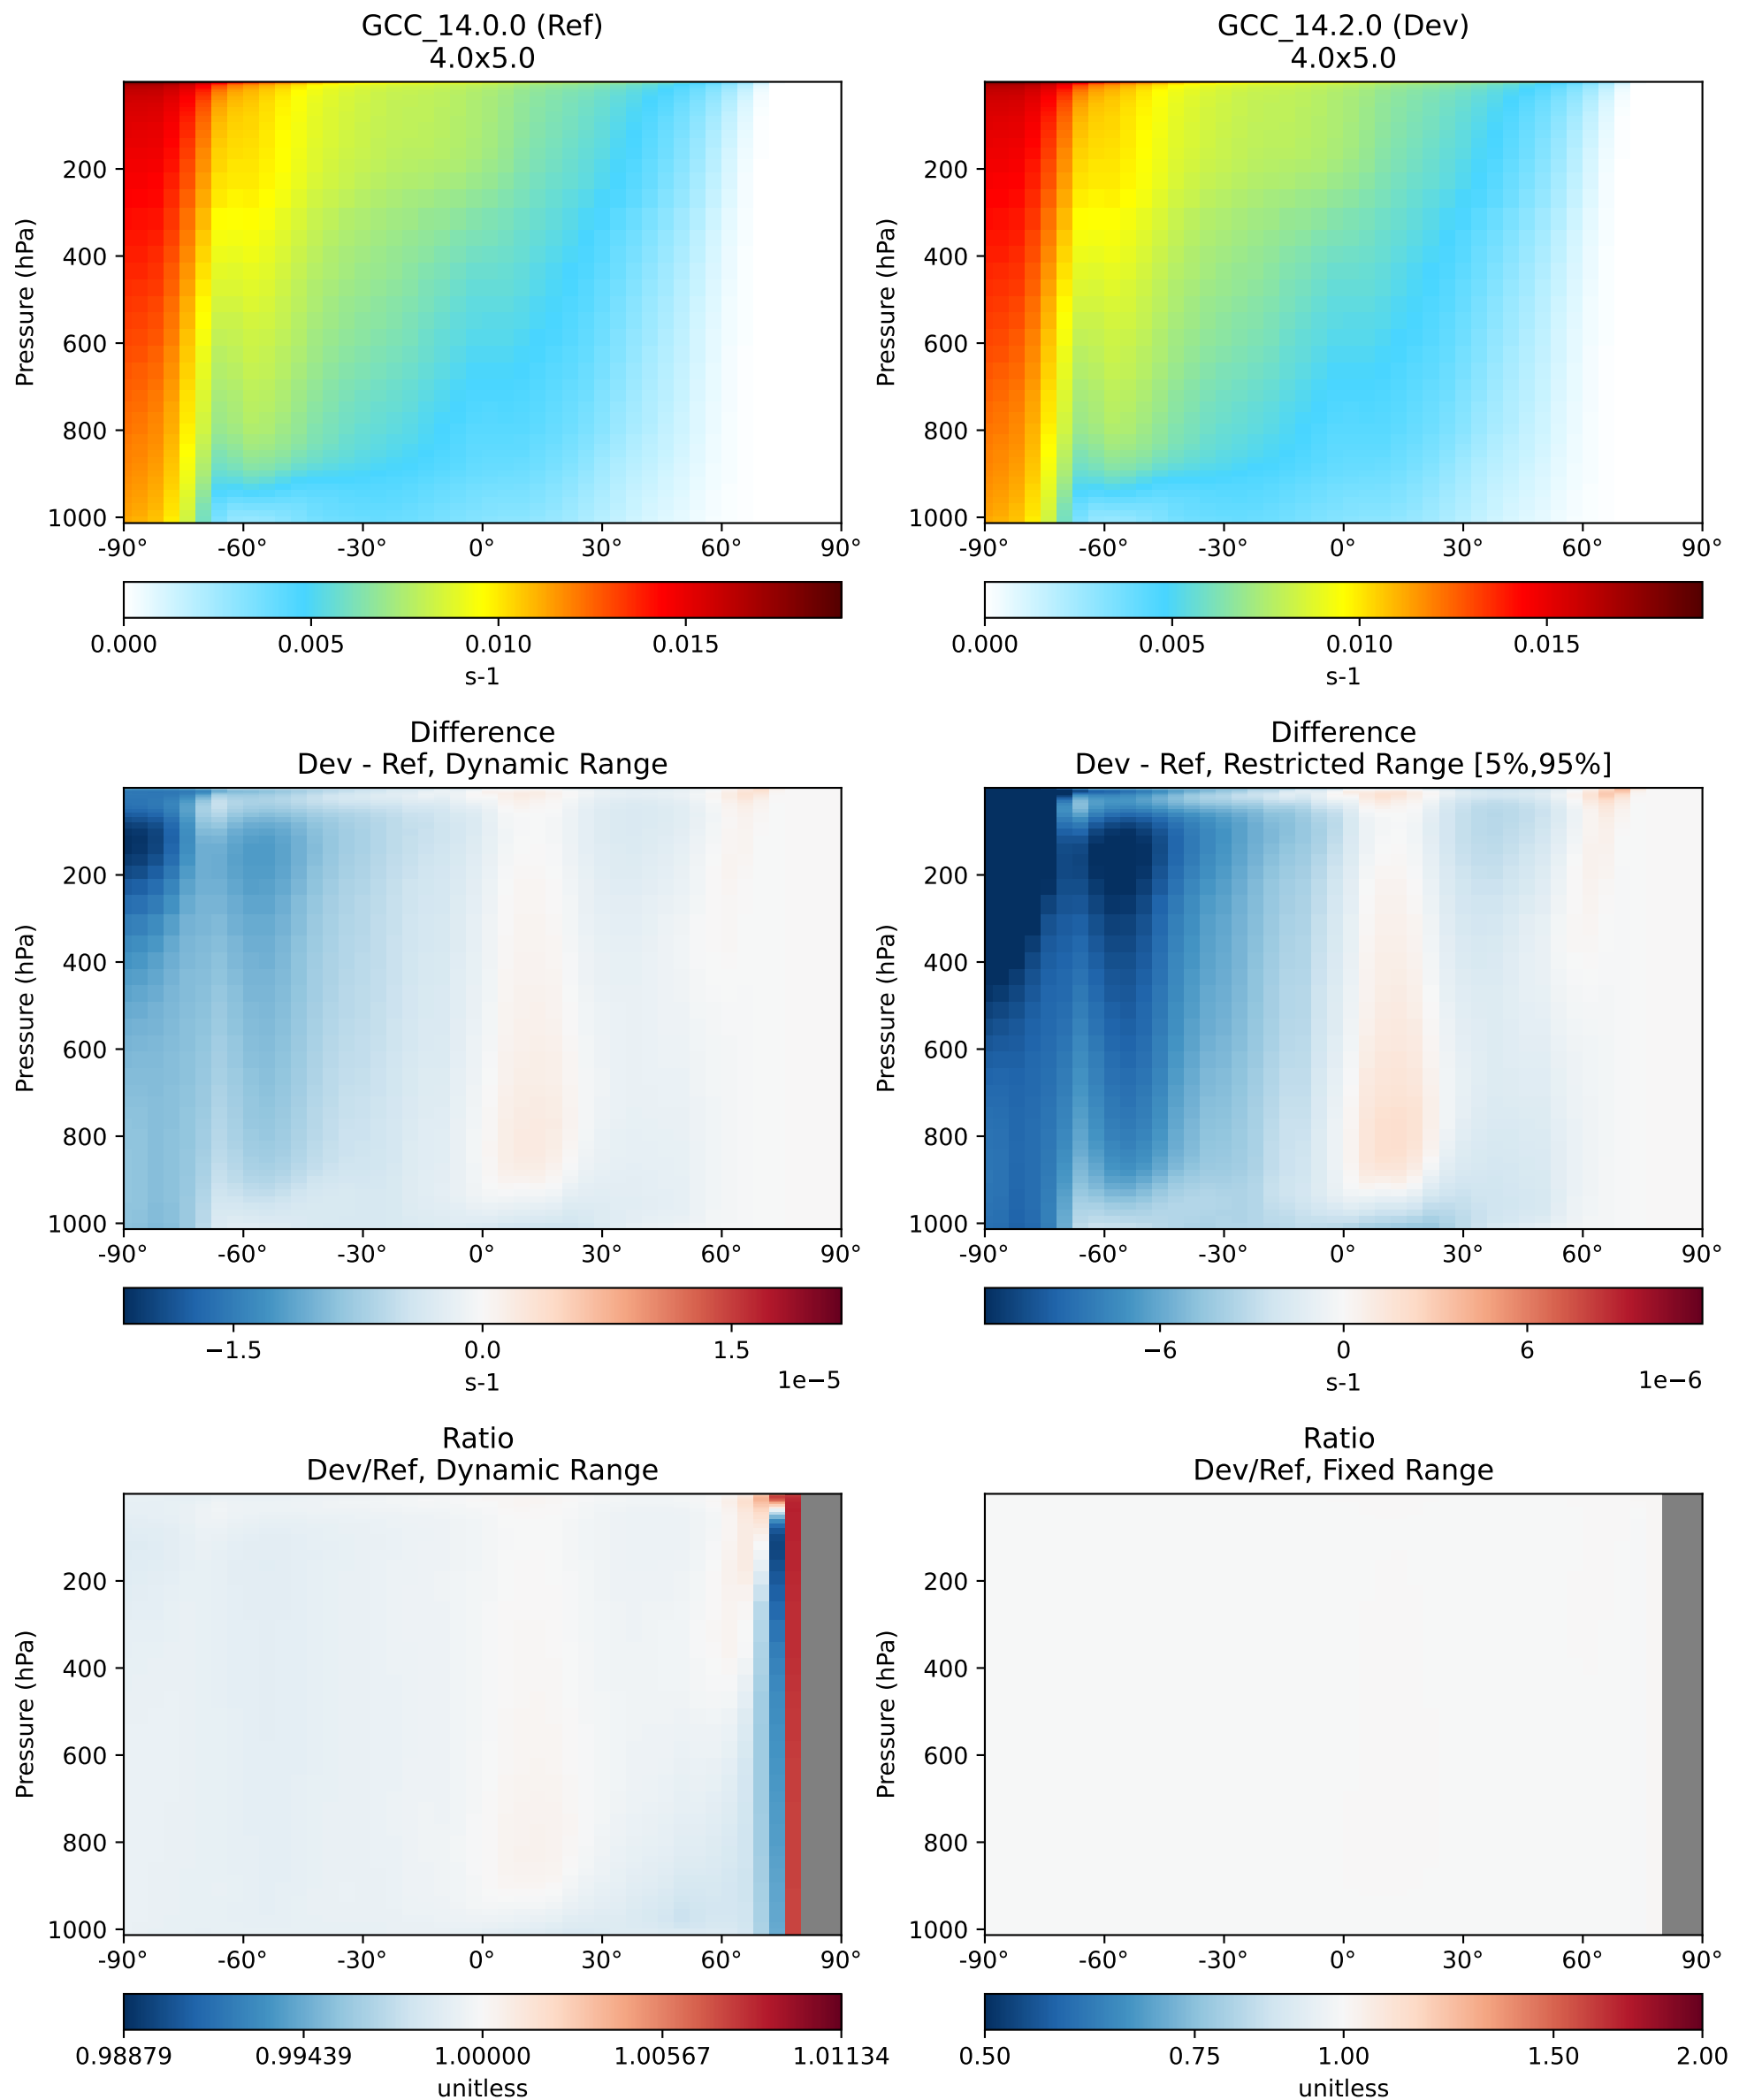 GCC_14.0.0 (Ref)
4.0x5.0
Pressure (hPa)
200
400
600
800
1000
-90° -60° -30° 0° 30° 60° 90°
0.000 0.005 0.010 0.015
s-1
GCC_14.2.0 (Dev)
4.0x5.0
Pressure (hPa)
200
400
600
800
1000
-90° -60° -30° 0° 30° 60° 90°
0.000 0.005 0.010 0.015
s-1
Difference
Dev - Ref, Dynamic Range
Pressure (hPa)
200
400
600
800
1000
-90° -60° -30° 0° 30° 60° 90°
−1.5 0.0 1.5
s-1 1e−5
Difference
Dev - Ref, Restricted Range [5%,95%]
Pressure (hPa)
200
400
600
800
1000
-90° -60° -30° 0° 30° 60° 90°
−6 0 6
s-1 1e−6
Ratio
Dev/Ref, Dynamic Range
Pressure (hPa)
200
400
600
800
1000
-90° -60° -30° 0° 30° 60° 90°
0.98879 0.99439 1.00000 1.00567 1.01134
unitless
Ratio
Dev/Ref, Fixed Range
Pressure (hPa)
200
400
600
800
1000
-90° -60° -30° 0° 30° 60° 90°
0.50 0.75 1.00 1.50 2.00
unitless